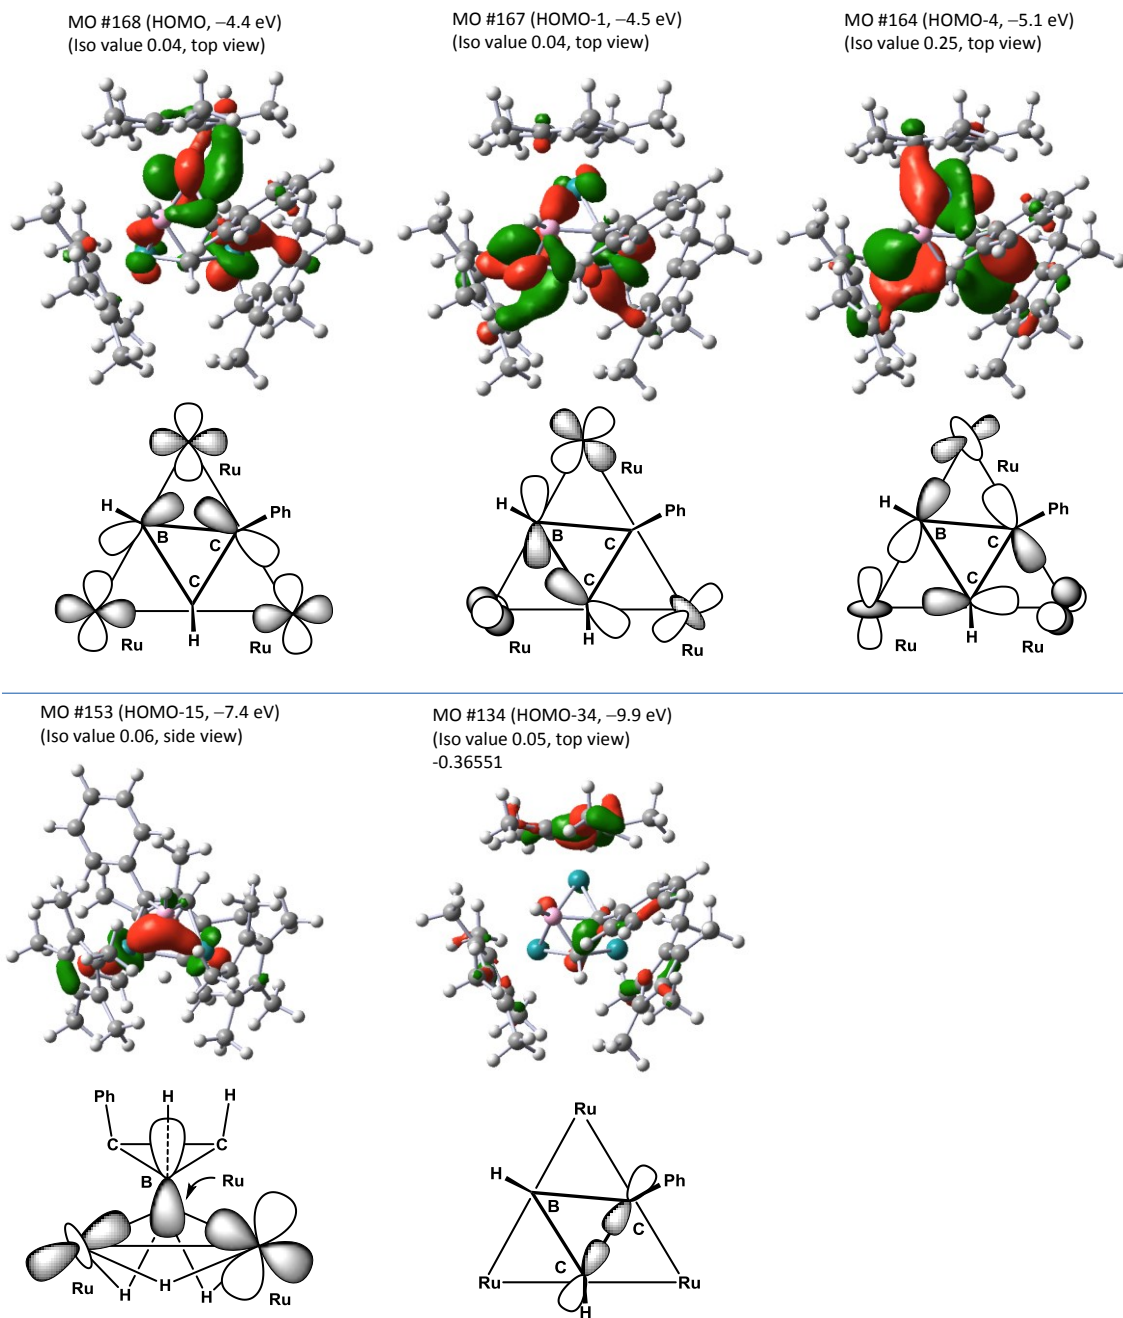 MO #168 (HOMO, −4.4 eV)
(Iso value 0.04, top view)
MO #167 (HOMO-1, −4.5 eV)
(Iso value 0.04, top view)
MO #164 (HOMO-4, −5.1 eV)
(Iso value 0.25, top view)
Ru
H
Ph
B
C
C
H
Ru
Ru
Ru
H
Ph
B
C
C
H
Ru
Ru
Ru
H
Ph
B
C
C
H
Ru
Ru
MO #153 (HOMO-15, −7.4 eV)
(Iso value 0.06, side view)
MO #134 (HOMO-34, −9.9 eV)
(Iso value 0.05, top view)
-0.36551
Ph
H
H
C
C
B
Ru
Ru
H
H
H
Ru
Ru
H
Ph
B
C
C
Ru
Ru
H